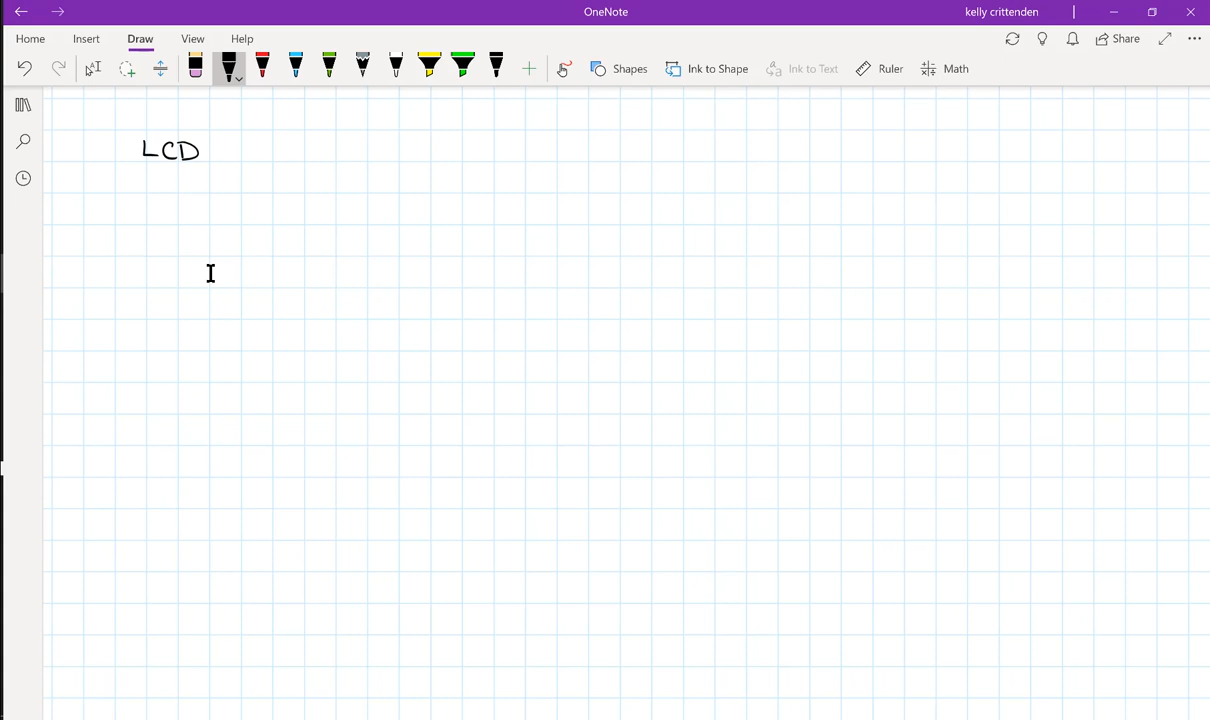 OneNote
kelly crittenden
Home Insert Draw View Help
Share
Shapes Ink to Shape Ink to Text Ruler Math
LCD